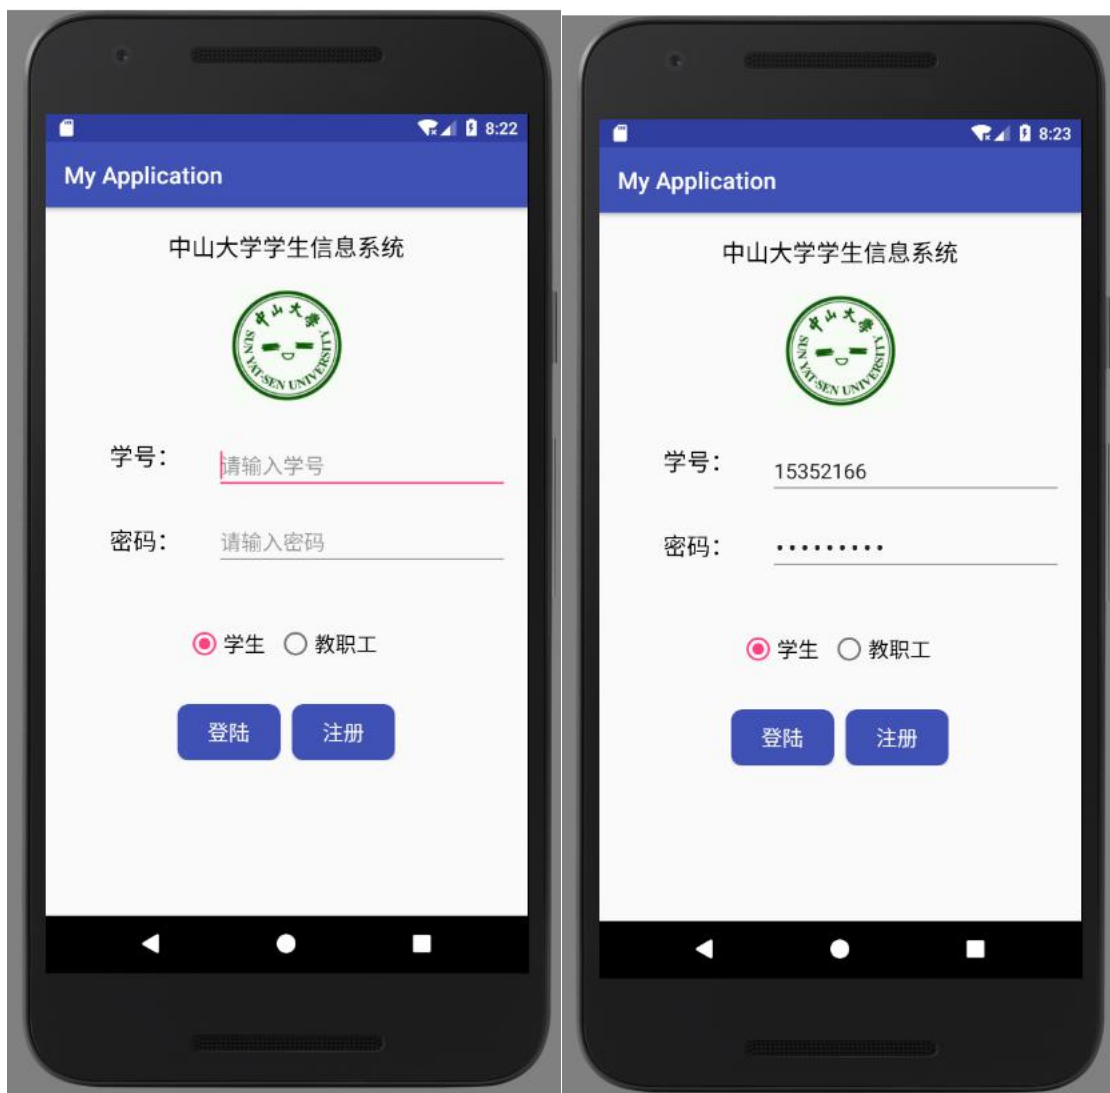 8:22
My Application
中山大学学生信息系统
中山大学
SUN YAT-SEN UNIVERSITY
学号：
请输入学号
密码：
请输入密码
学生 教职工
登陆 注册
8:23
My Application
中山大学学生信息系统
中山大学
SUN YAT-SEN UNIVERSITY
学号：
15352166
密码：
•••••••••
学生 教职工
登陆 注册